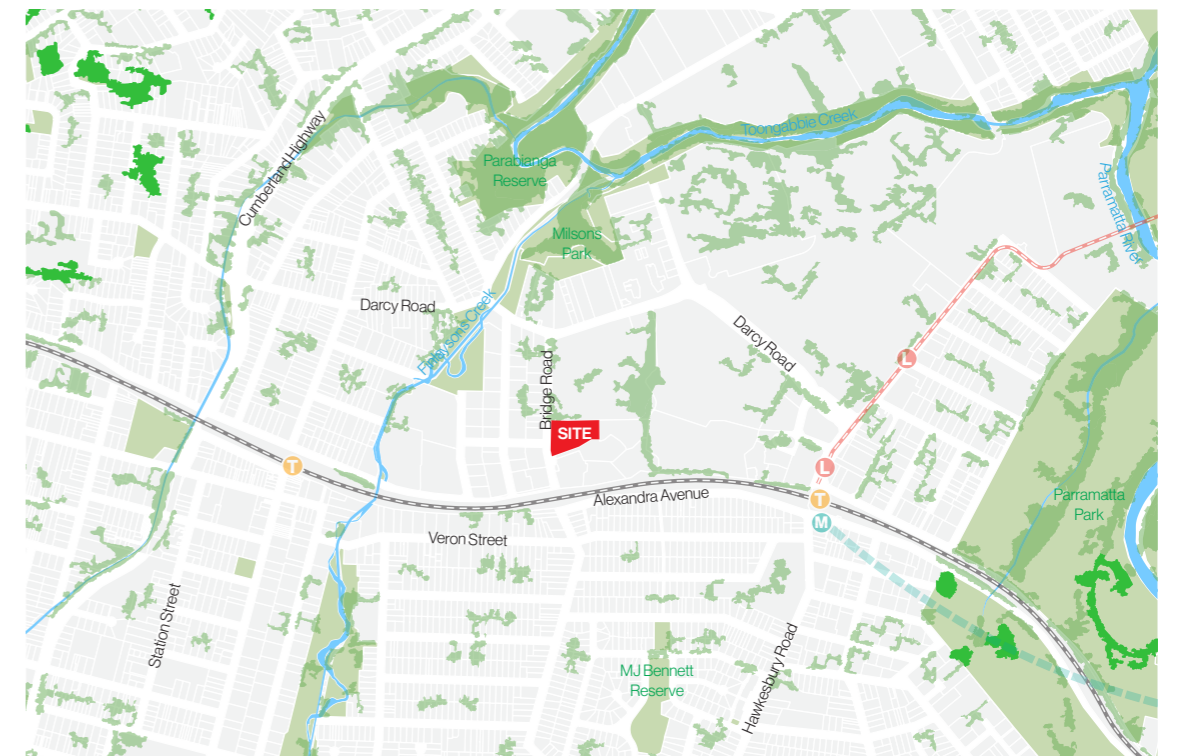 Cumberland Highway
Toongabbie Creek
Parabianga
Reserve
Parramatta River
Milsons
Park
Darcy Road
Finlaysons Creek
Darcy Road
L
Bridge Road
SITE
T
L
Alexandra Avenue
T
Parramatta
Park
M
Veron Street
Station Street
Hawkesbury Road
MJ Bennett
Reserve